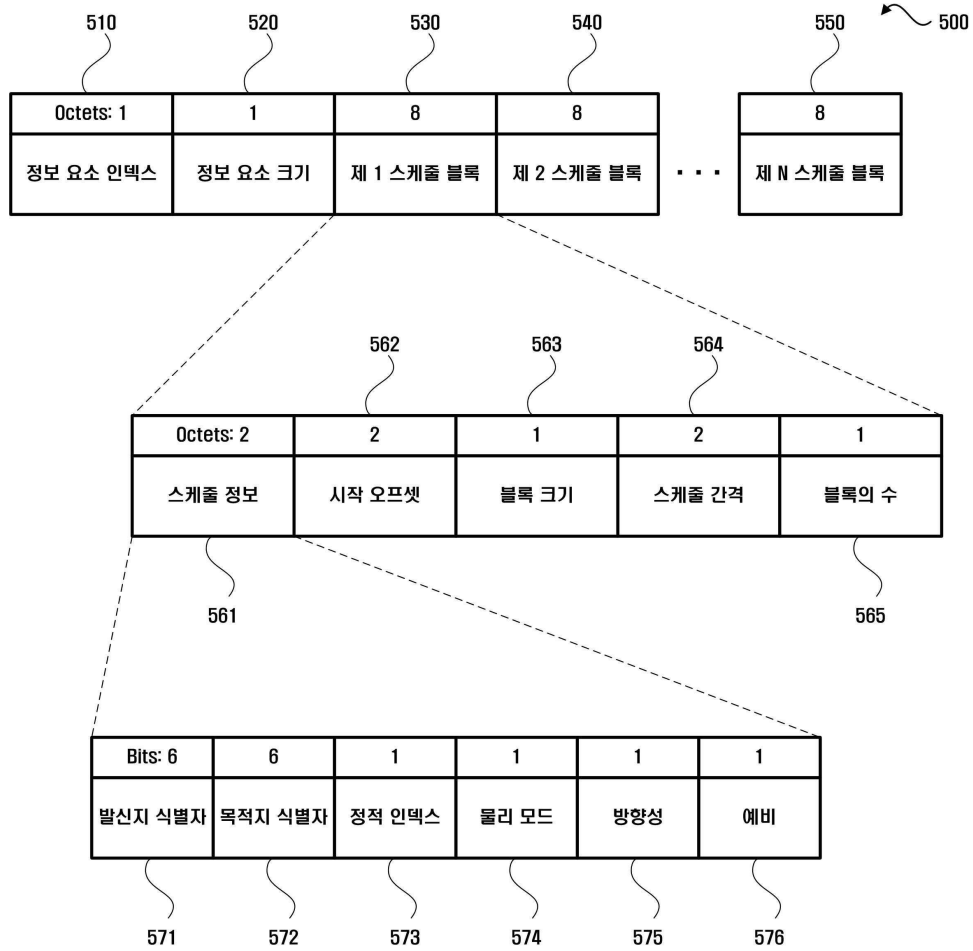 510 520 530 540 550 500
Octets: 1 1 8 8 8
정보 요소 인덱스 정보 요소 크기 제 1 스케줄 블록 제 2 스케줄 블록 ··· 제 N 스케줄 블록
562 563 564
Octets: 2 2 1 2 1
스케줄 정보 시작 오프셋 블록 크기 스케줄 간격 블록의 수
561 565
Bits: 6 6 1 1 1 1
발신지 식별자 목적지 식별자 정적 인덱스 물리 모드 방향성 예비
571 572 573 574 575 576